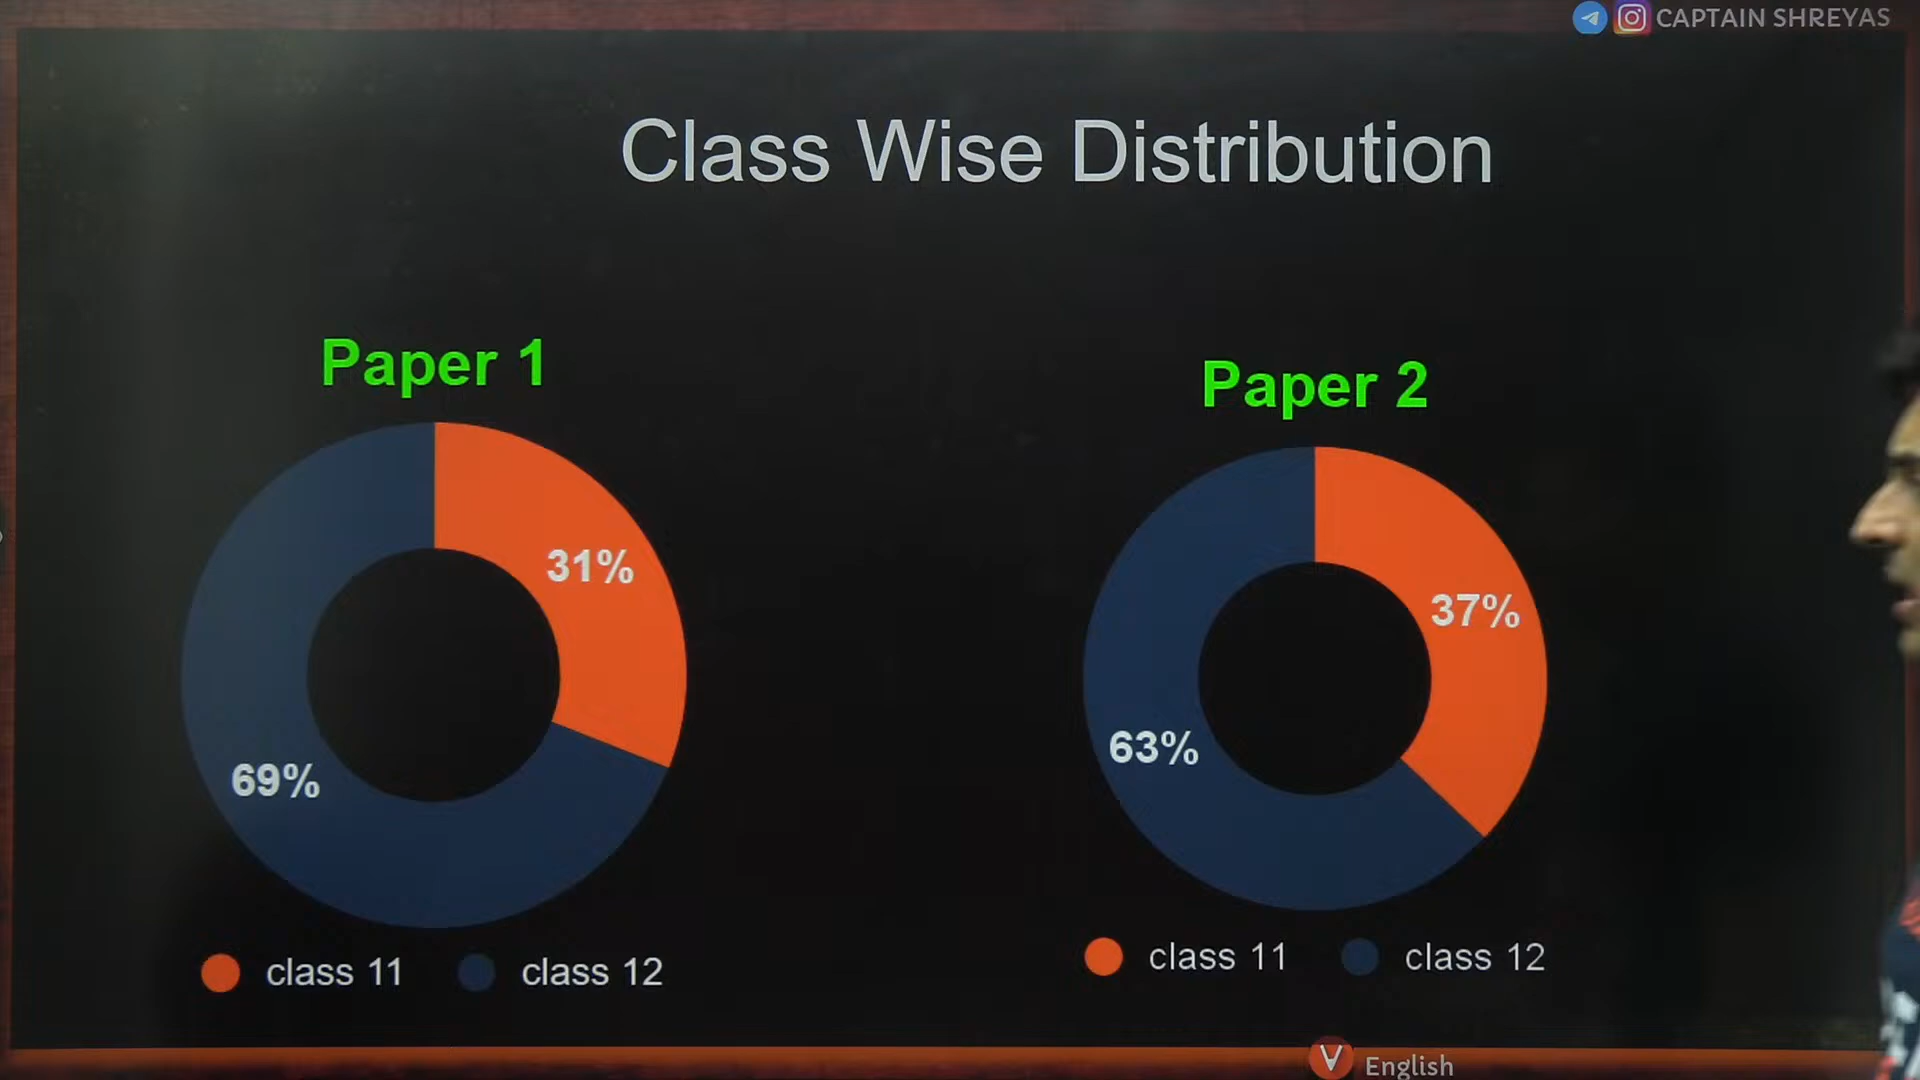 CAPTAIN SHREYAS
Class Wise Distribution
Paper 1
Paper 2
31%
69%
37%
63%
class 11
class 12
class 11
class 12
V English